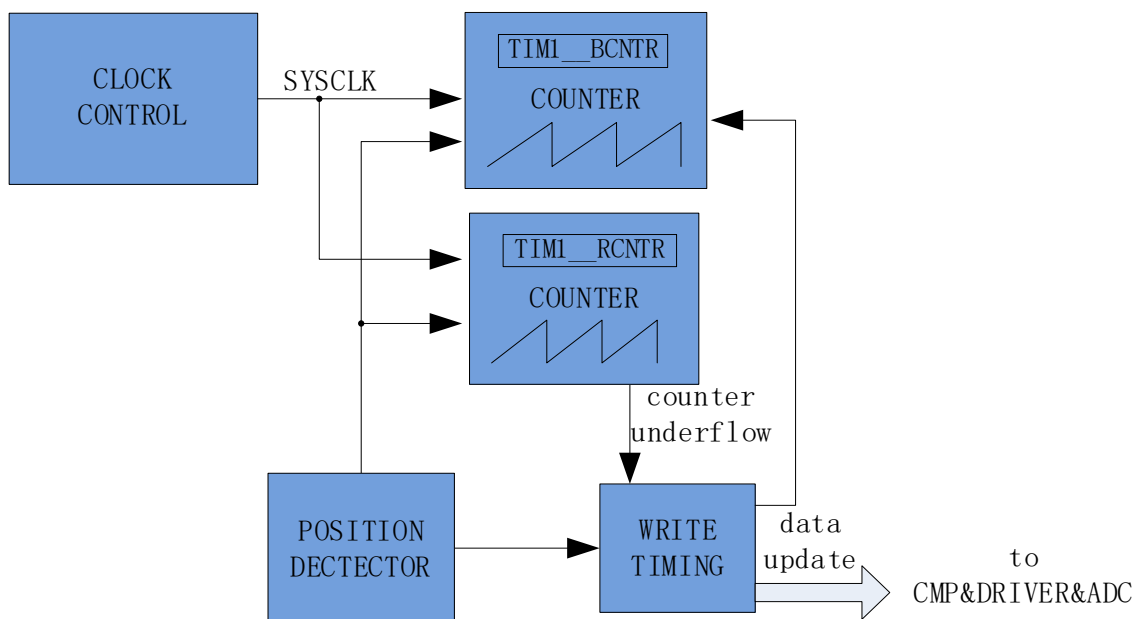 CLOCK
CONTROL
SYSCLK
TIM1__BCNTR
COUNTER
TIM1__RCNTR
COUNTER
counter
underflow
POSITION
DECTECTOR
WRITE
TIMING
data
update
to
CMP&DRIVER&ADC